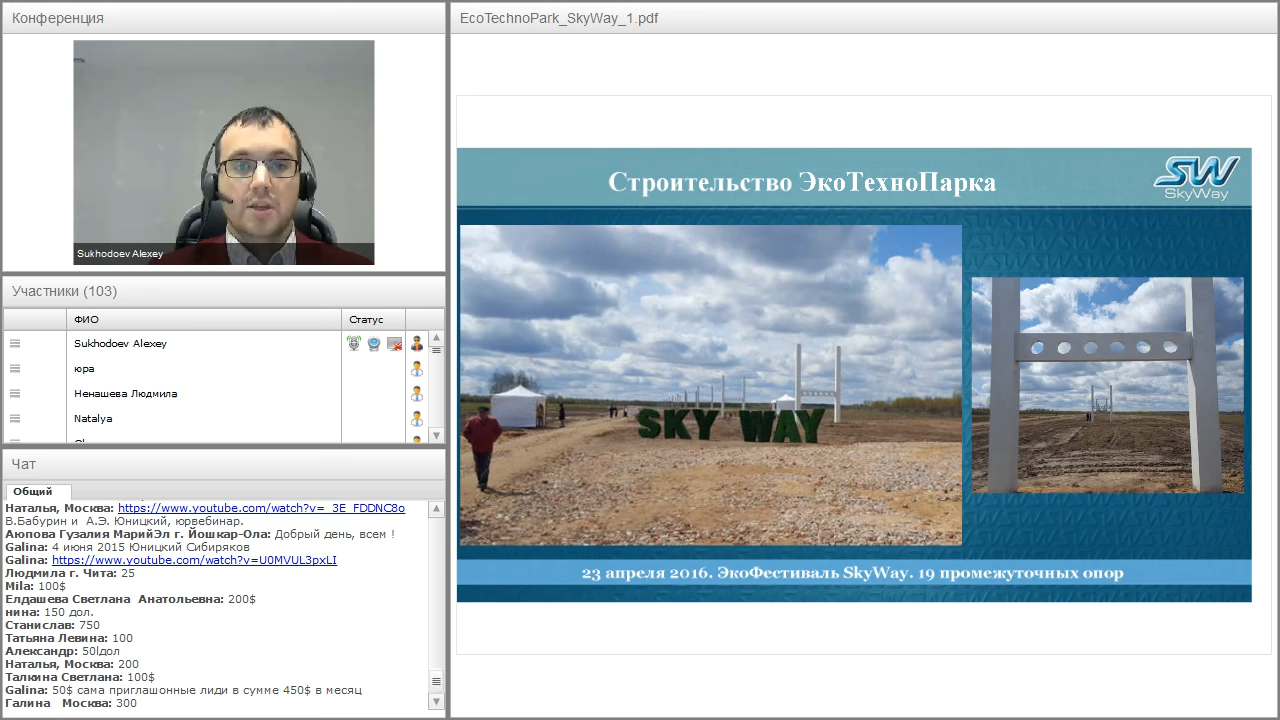 Конференция
Sukhodoev Alexey
Участники (103)
ФИО
Статус
Sukhodoev Alexey
юра
Ненашева Людмила
Natalya
Чат
Общий
Наталья, Москва: https://www.youtube.com/watch?v=_3E_FDDNC8o
В.Бабурин и А.Э. Юницкий, юрвебинар.
Аюпова Гузалия МарийЭл г. Йошкар-Ола: Добрый день, всем !
Galina: 4 июня 2015 Юницкий Сибиряков
Galina: https://www.youtube.com/watch?v=U0MVUL3pxLI
Людмила г. Чита: 25
Mila: 100$
Елдашева Светлана Анатольевна: 200$
нина: 150 дол.
Станислав: 750
Татьяна Левина: 100
Александр: 50lдол
Наталья, Москва: 200
Талкина Светлана: 100$
Galina: 50$ сама приглашонные лиди в сумме 450$ в месяц
Галина Москва: 300
EcoTechnoPark_SkyWay_1.pdf
Строительство ЭкоТехноПарка
SW
SkyWay
SKY WAY
23 апреля 2016. ЭкоФестиваль SkyWay. 19 промежуточных опор